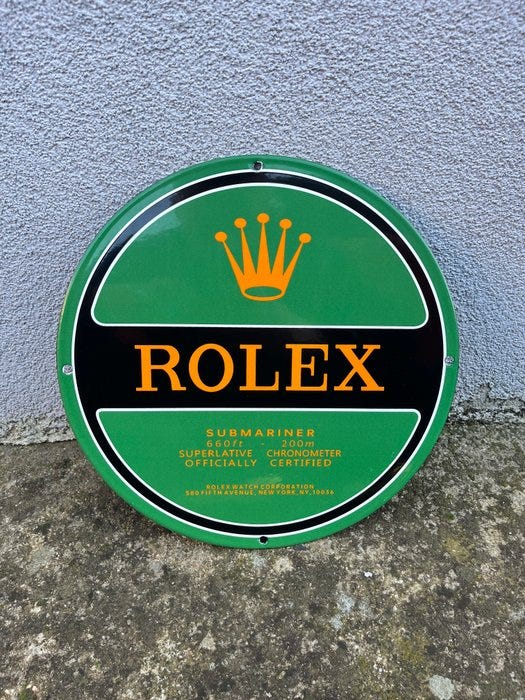 ROLEX
SUBMARINER
660ft - 200m
SUPERLATIVE CHRONOMETER
OFFICIALLY CERTIFIED
ROLEX WATCH CORPORATION
580 FIFTH AVENUE, NEW YORK, NY, 10036